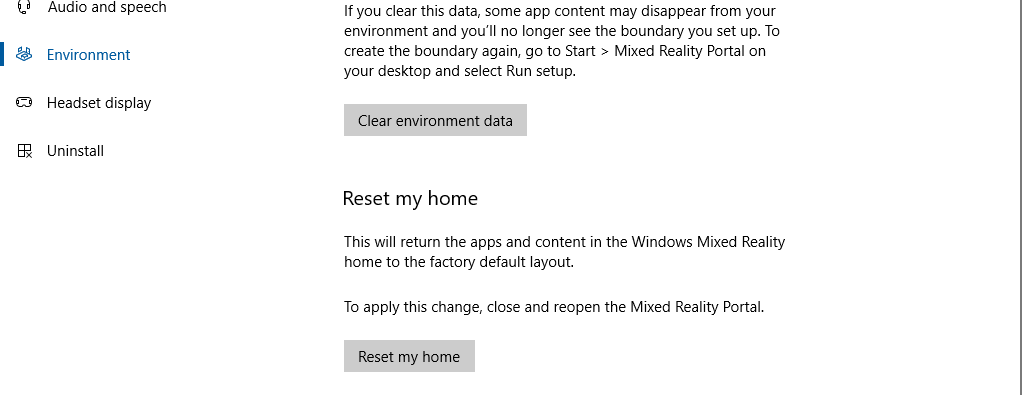 Audio and speech
Environment
Headset display
Uninstall
If you clear this data, some app content may disappear from your
environment and you'll no longer see the boundary you set up. To
create the boundary again, go to Start > Mixed Reality Portal on
your desktop and select Run setup.
Clear environment data
Reset my home
This will return the apps and content in the Windows Mixed Reality
home to the factory default layout.
To apply this change, close and reopen the Mixed Reality Portal.
Reset my home